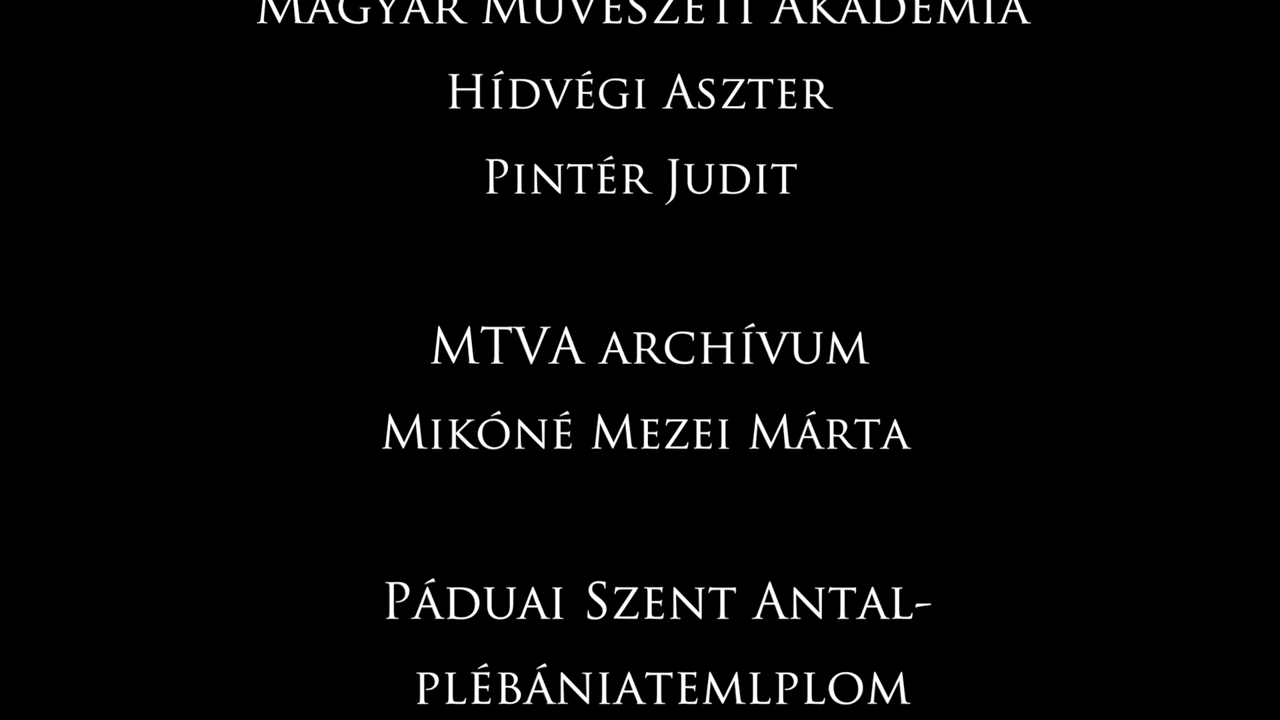 Magyar Művészeti Akadémia
Hídvégi Aszter
Pintér Judit
MTVA archívum
Mikóné Mezei Márta
Páduai Szent Antal-
plébániatemlplom